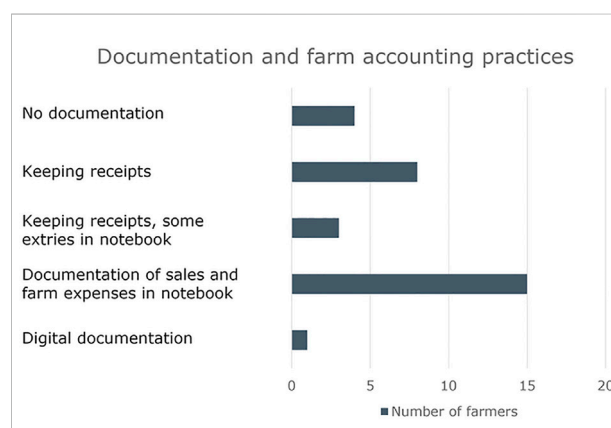 Documentation and farm accounting practices
No documentation
Keeping receipts
Keeping receipts, some
extries in notebook
Documentation of sales and
farm expenses in notebook
Digital documentation
0 5 10 15 20
Number of farmers